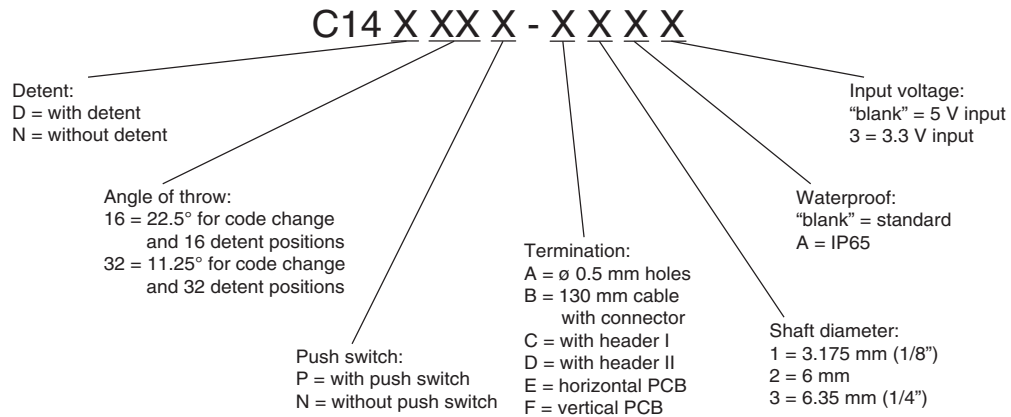 C14 X XX X - X X X X
Detent:
D = with detent
N = without detent
Angle of throw:
16 = 22.5° for code change
and 16 detent positions
32 = 11.25° for code change
and 32 detent positions
Push switch:
P = with push switch
N = without push switch
Termination:
A = ø 0.5 mm holes
B = 130 mm cable
with connector
C = with header I
D = with header II
E = horizontal PCB
F = vertical PCB
Shaft diameter:
1 = 3.175 mm (1/8”)
2 = 6 mm
3 = 6.35 mm (1/4”)
Waterproof:
“blank” = standard
A = IP65
Input voltage:
“blank” = 5 V input
3 = 3.3 V input